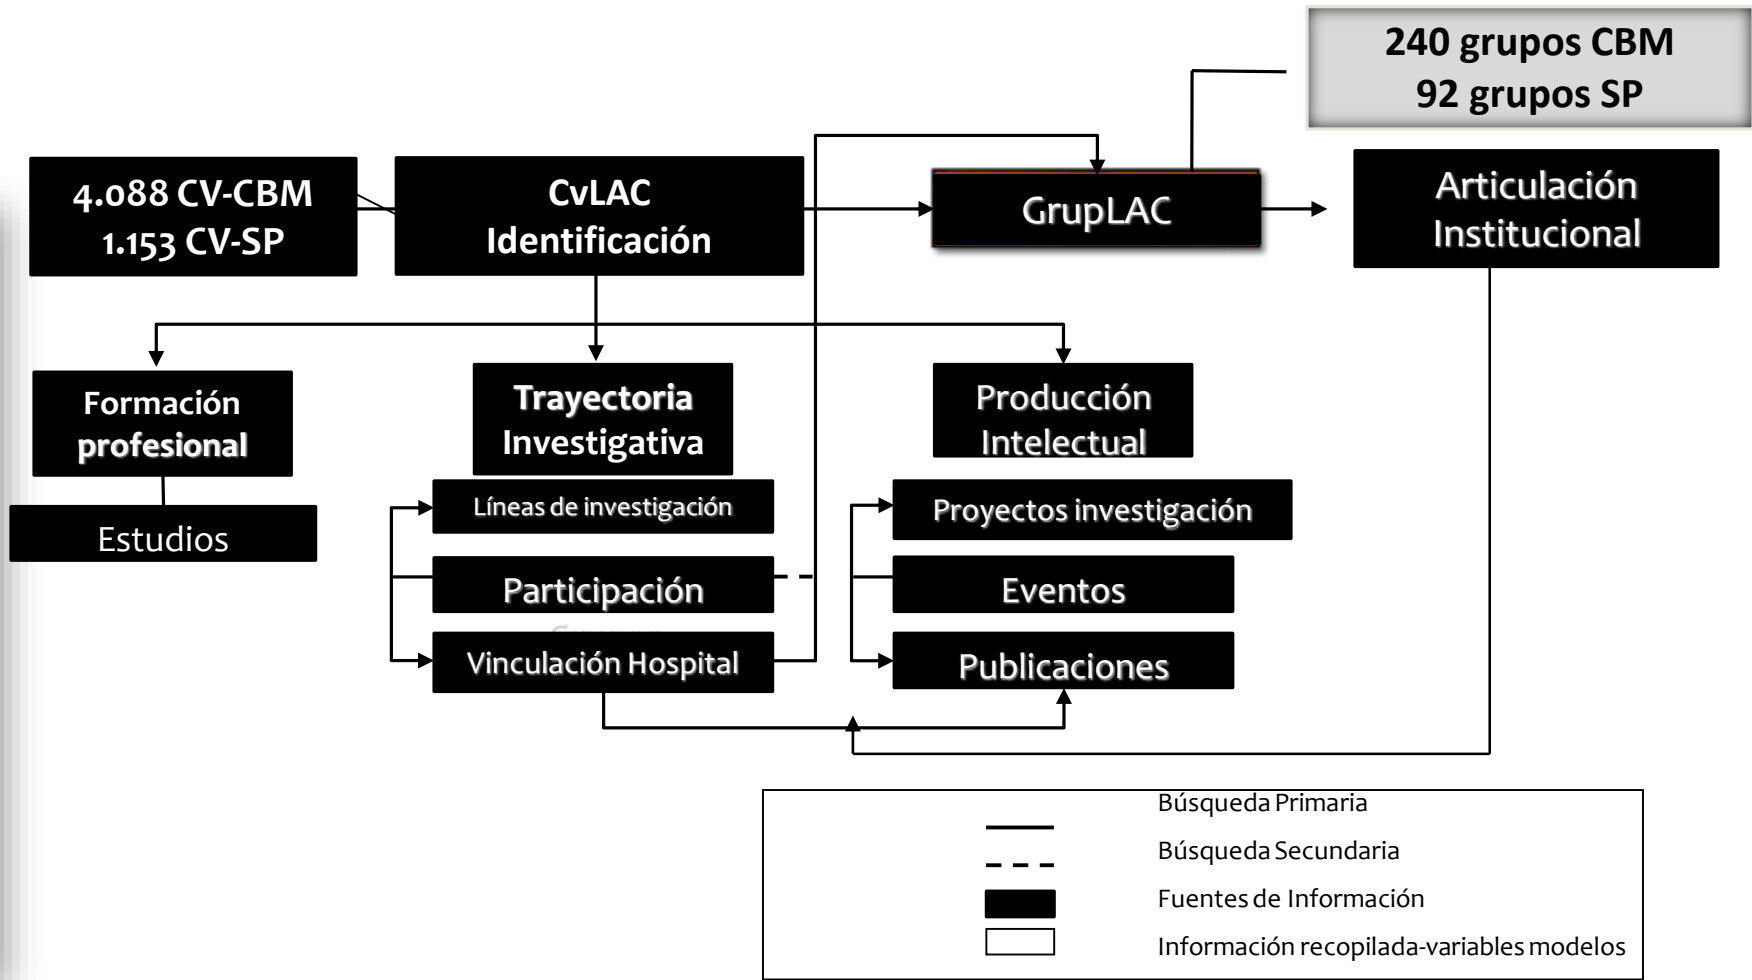 240 grupos CBM
92 grupos SP
4.088 CV-CBM
1.153 CV-SP
CvLAC
Identificación
GrupLAC
Articulación
Institucional
Formación
profesional
Trayectoria
Investigativa
Producción
Intelectual
Estudios
Líneas de investigación
Participación
Vinculación Hospital
Proyectos investigación
Eventos
Publicaciones
Búsqueda Primaria
Búsqueda Secundaria
Fuentes de Información
Información recopilada-variables modelos